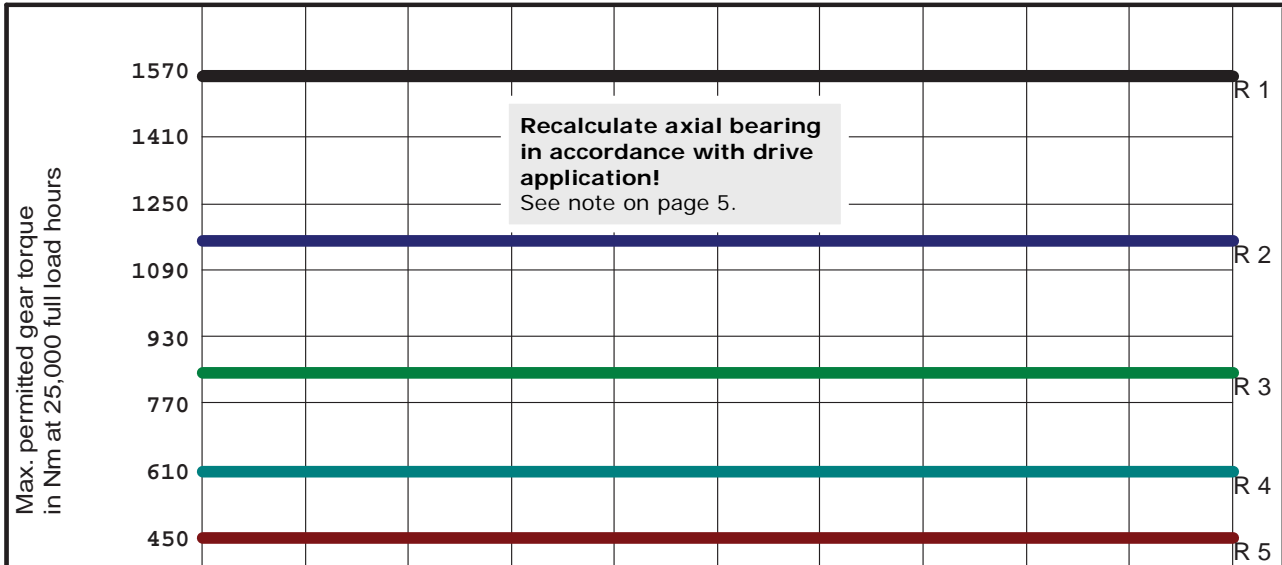 Max. permitted gear torque
in Nm at 25,000 full load hours
1570
R 1
Recalculate axial bearing
in accordance with drive
application!
See note on page 5.
1410
1250
R 2
1090
930
R 3
770
610
R 4
450
R 5